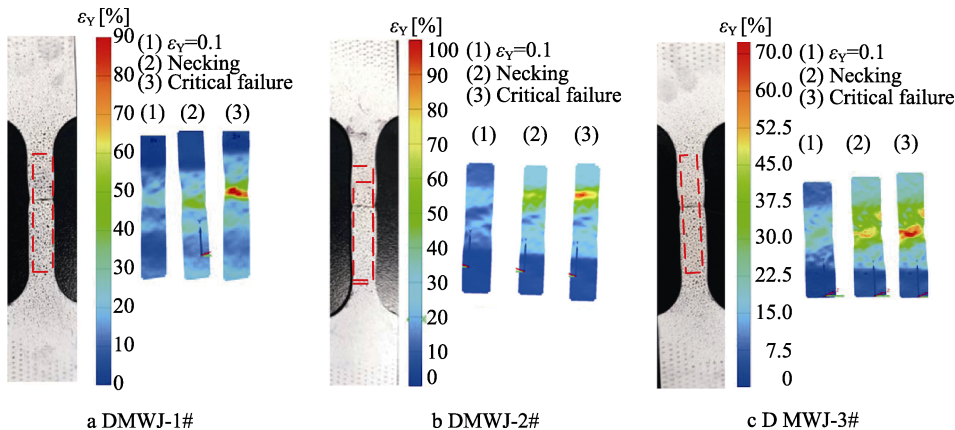 εY [%]
90
80
70
60
50
40
30
20
10
0
(1) εY=0.1
(2) Necking
(3) Critical failure
(1) (2) (3)
a DMWJ-1#
εY [%]
100
90
80
70
60
50
40
30
20
10
0
(1) εY=0.1
(2) Necking
(3) Critical failure
(1) (2) (3)
b DMWJ-2#
εY [%]
70.0
60.0
52.5
45.0
37.5
30.0
22.5
15.0
7.5
0
(1) εY=0.1
(2) Necking
(3) Critical failure
(1) (2) (3)
c D MWJ-3#